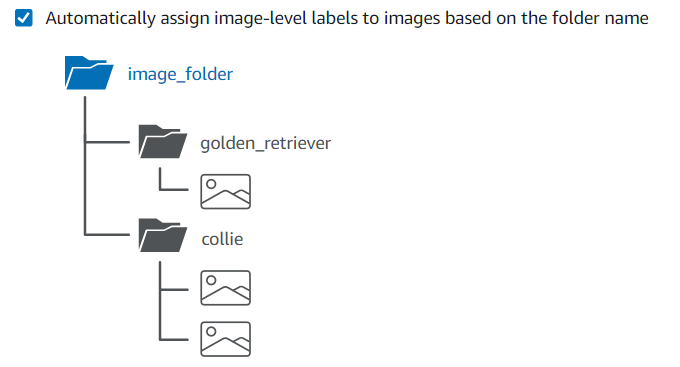 Automatically assign image-level labels to images based on the folder name
image_folder
golden_retriever
collie